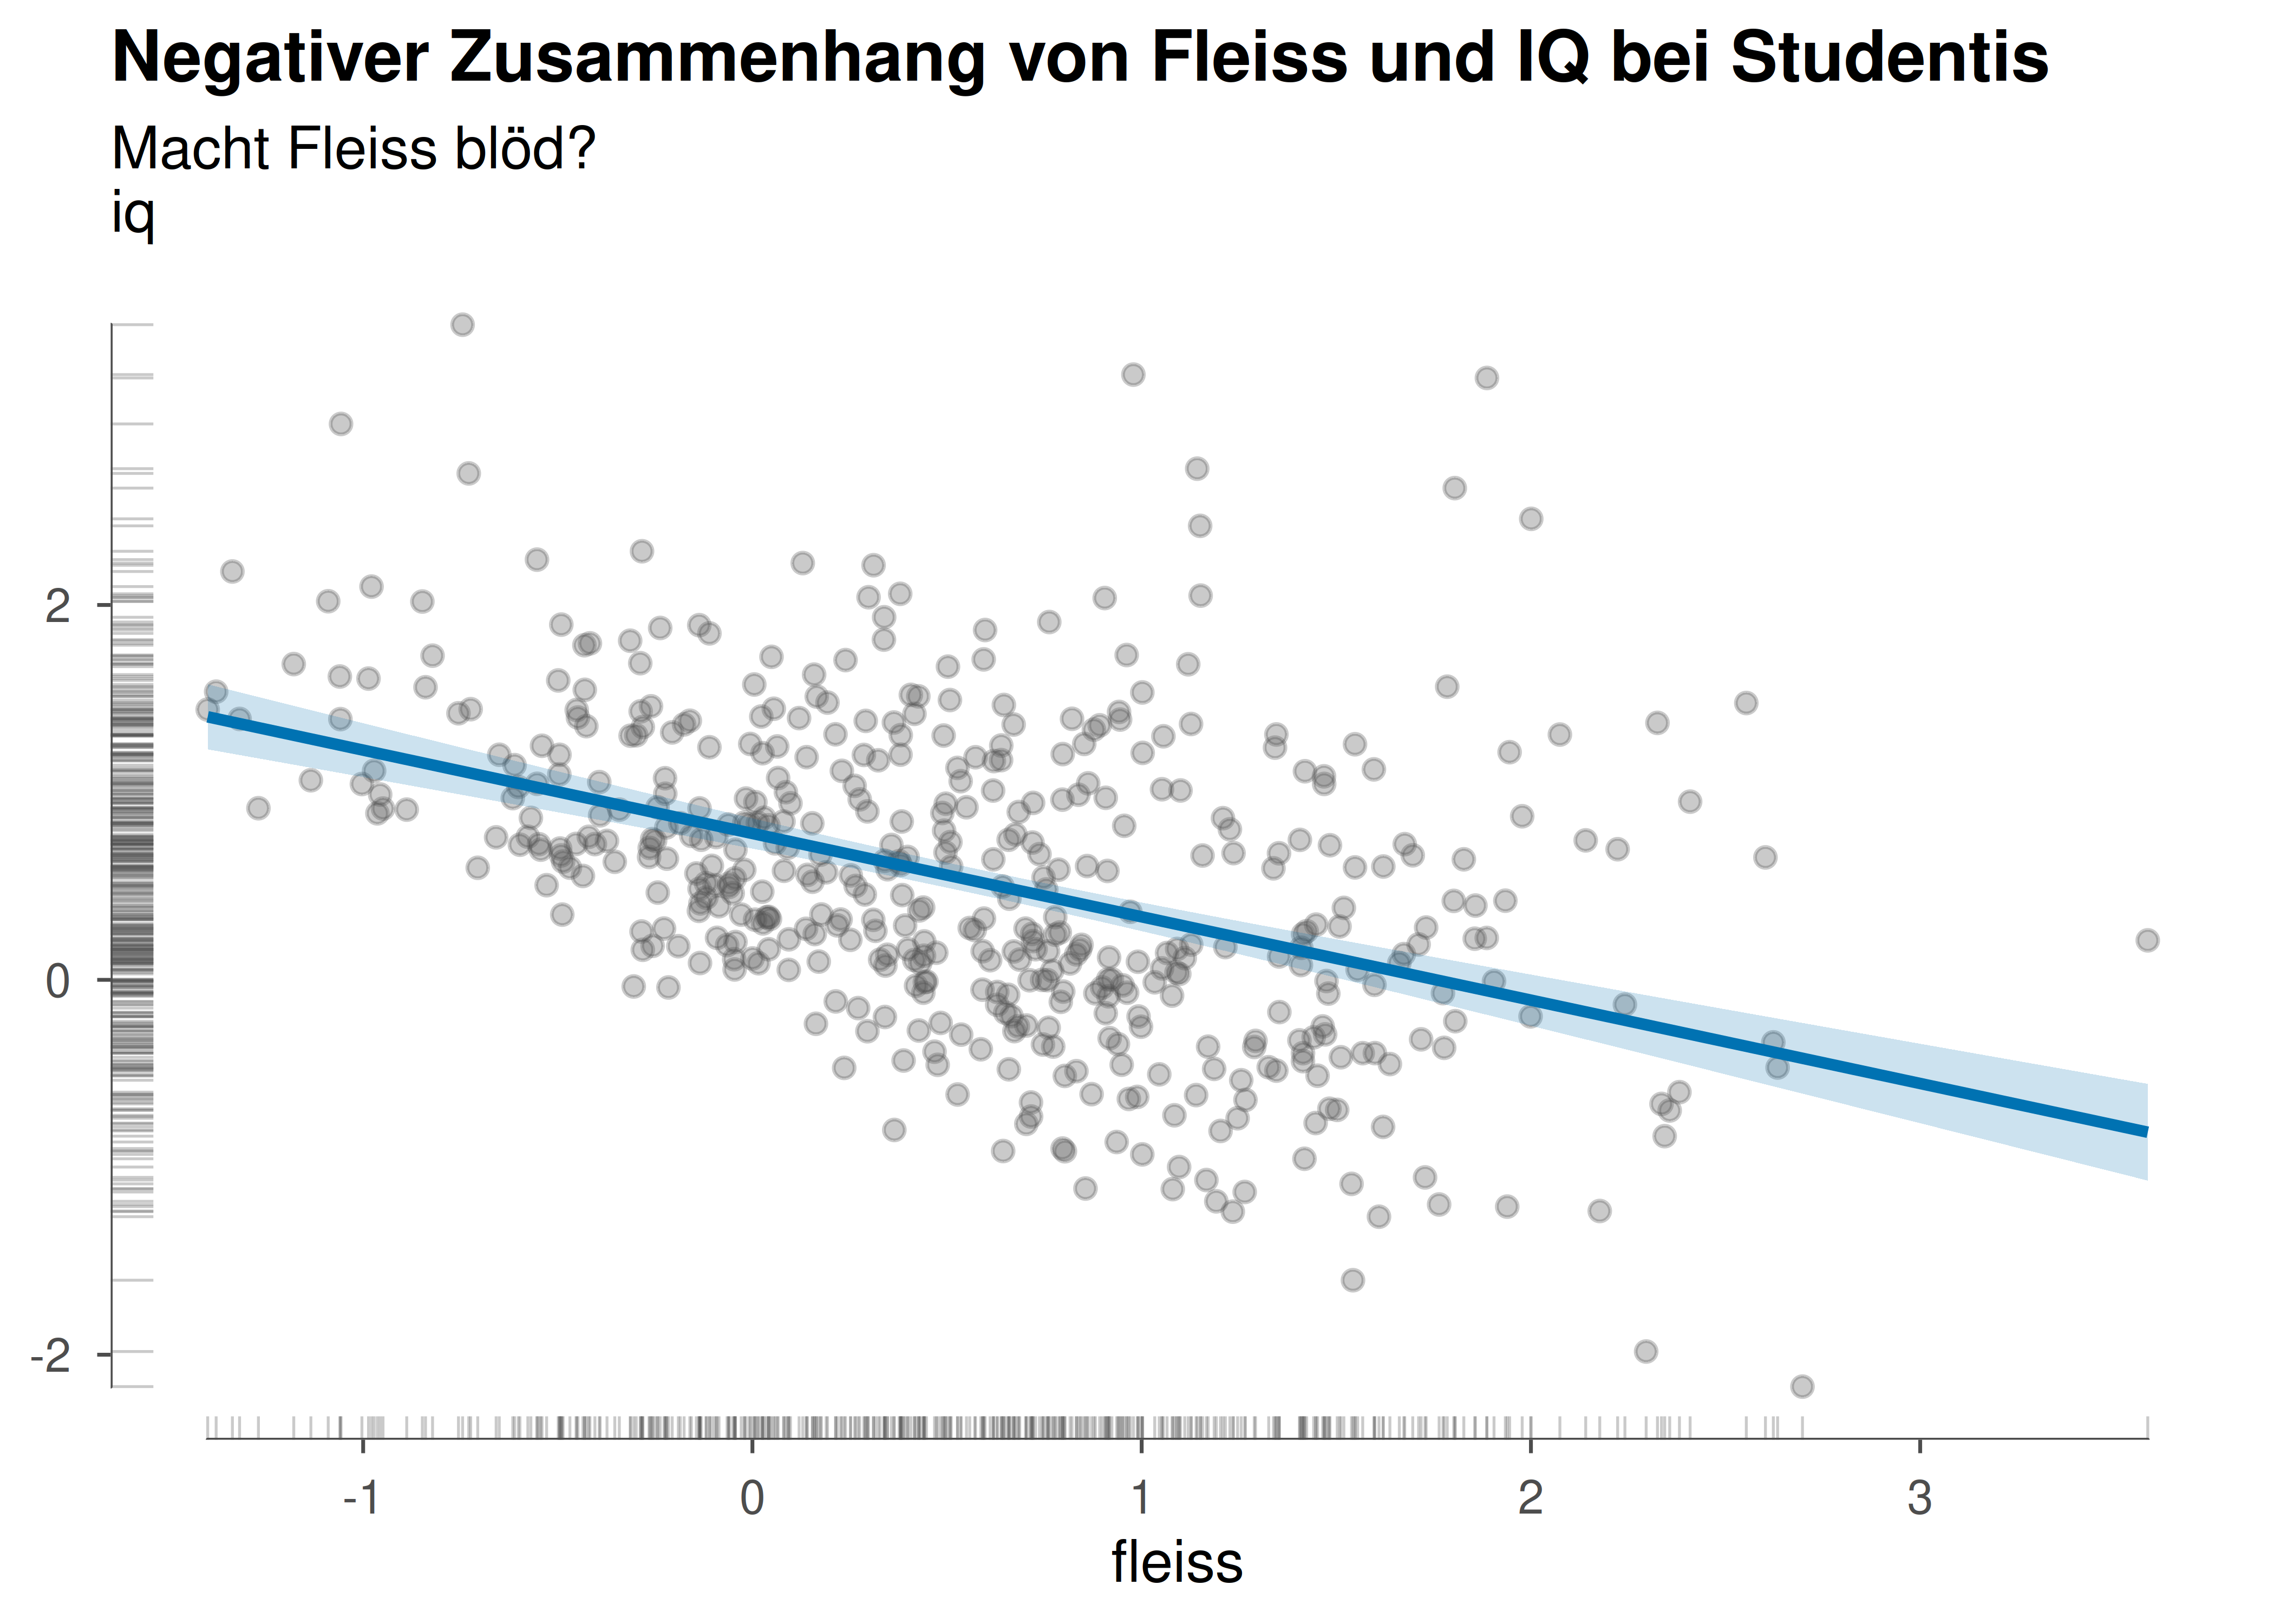 Negativer Zusammenhang von Fleiss und IQ bei Studentis
Macht Fleiss blöd?
iq
2
0
-2
-1 0 1 2 3
fleiss